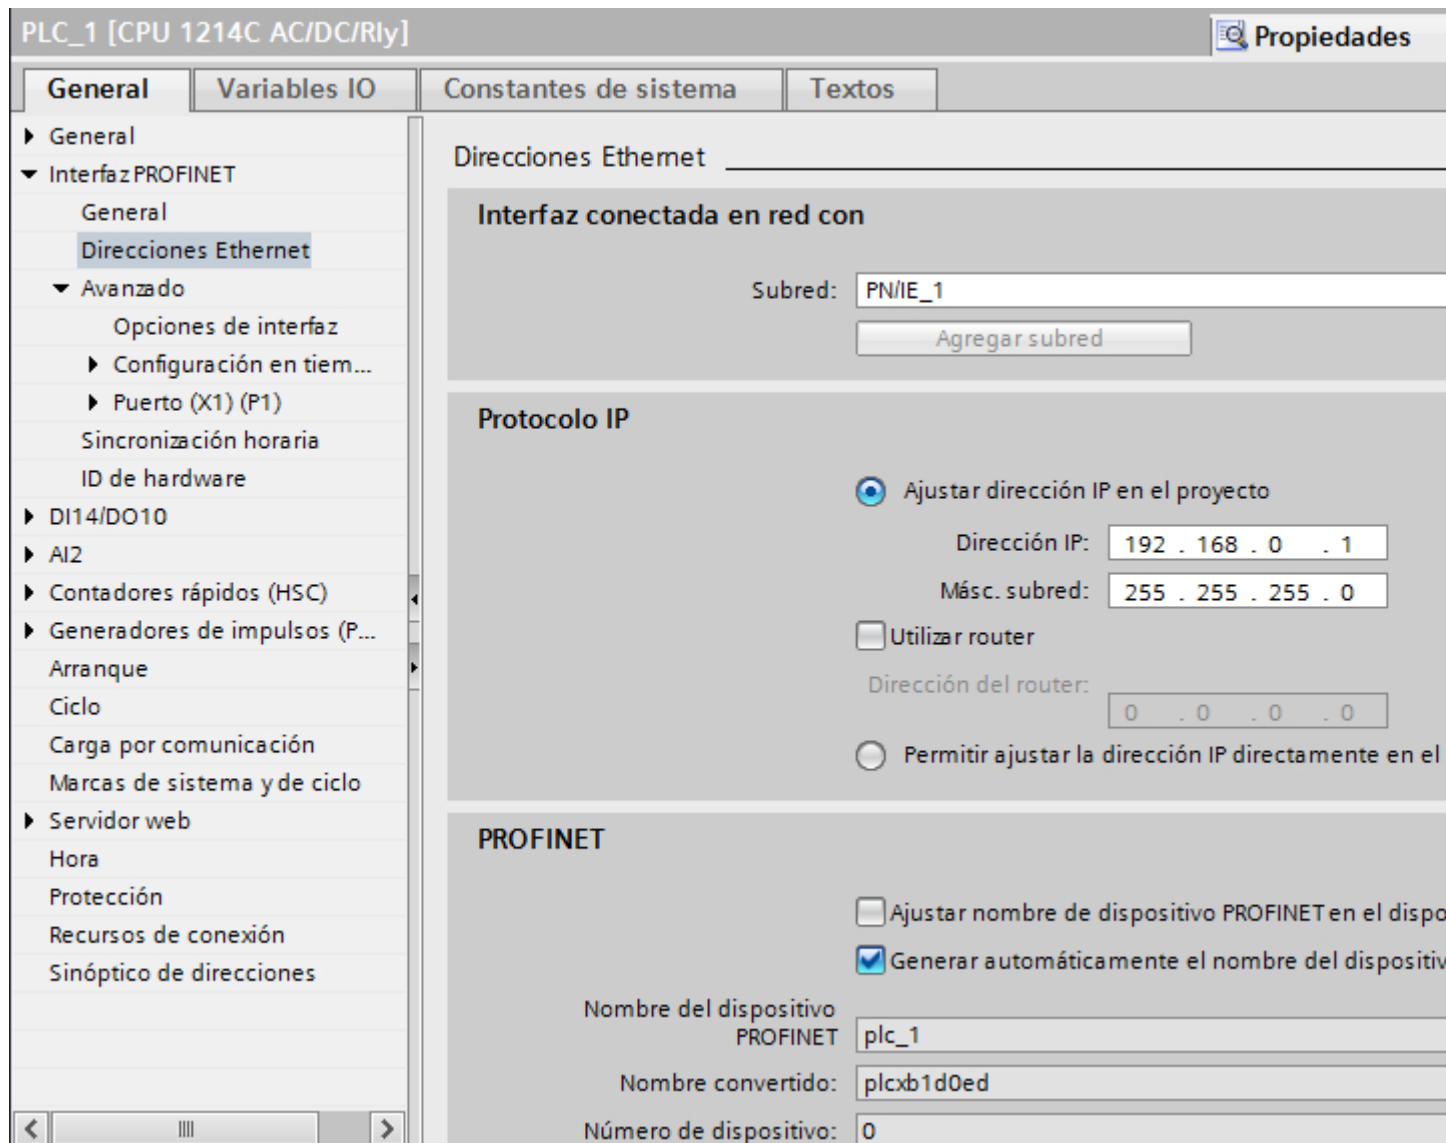 PLC_1 [CPU 1214C AC/DC/Rly]
Propiedades
General
Variables IO
Constantes de sistema
Textos
General
Interfaz PROFINET
General
Direcciones Ethernet
Avanzado
Opciones de interfaz
Configuración en tiem...
Puerto (X1) (P1)
Sincronización horaria
ID de hardware
DI14/DO10
AI2
Contadores rápidos (HSC)
Generadores de impulsos (P...
Arranque
Ciclo
Carga por comunicación
Marcas de sistema y de ciclo
Servidor web
Hora
Protección
Recursos de conexión
Sinóptico de direcciones
Direcciones Ethernet
Interfaz conectada en red con
Subred: PN/IE_1
Agregar subred
Protocolo IP
Ajustar dirección IP en el proyecto
Dirección IP: 192 . 168 . 0 . 1
Másc. subred: 255 . 255 . 255 . 0
Utilizar router
Dirección del router:
0 . 0 . 0 . 0
Permitir ajustar la dirección IP directamente en el
PROFINET
Ajustar nombre de dispositivo PROFINET en el dispo
Generar automáticamente el nombre del dispositiv
Nombre del dispositivo
PROFINET plc_1
Nombre convertido: plcxb1d0ed
Número de dispositivo: 0